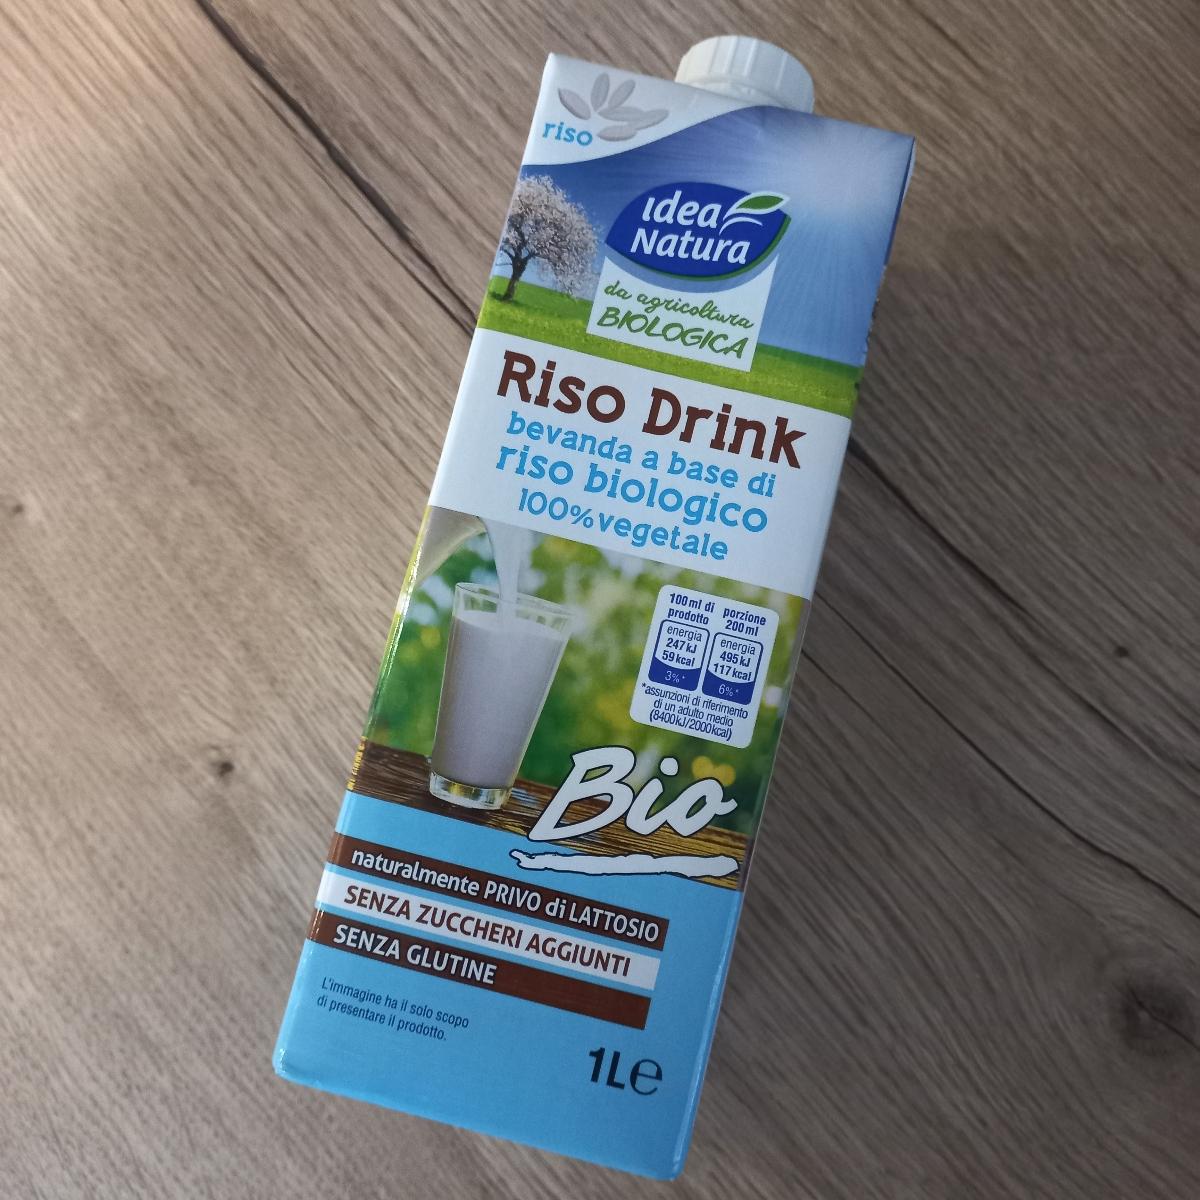 riso
idea
Natura
da agricoltura
BIOLOGICA
Riso Drink
bevanda a base di
riso biologico
100% vegetale
100 ml di
prodotto
energia
247 kJ
59 kcal
3%*
porzione
200 ml
energia
495 kJ
117 kcal
6%*
*assunzioni di riferimento
di un adulto medio
(8400kJ/2000kcal)
Bio
naturalmente PRIVO di LATTOSIO
SENZA ZUCCHERI AGGIUNTI
SENZA GLUTINE
L'immagine ha il solo scopo
di presentare il prodotto.
1L℮